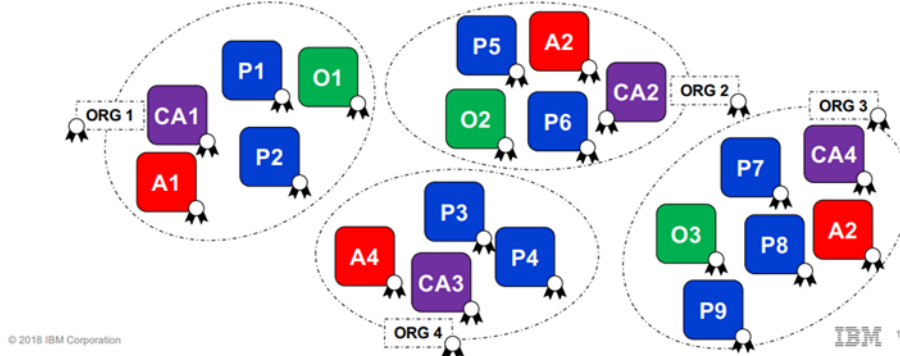 ORG 1
CA1
P1
O1
P2
A1
P5
A2
CA2
O2
P6
ORG 2
ORG 3
P7
CA4
O3
P8
A2
P9
P3
A4
CA3
P4
ORG 4
© 2018 IBM Corporation
IBM
1